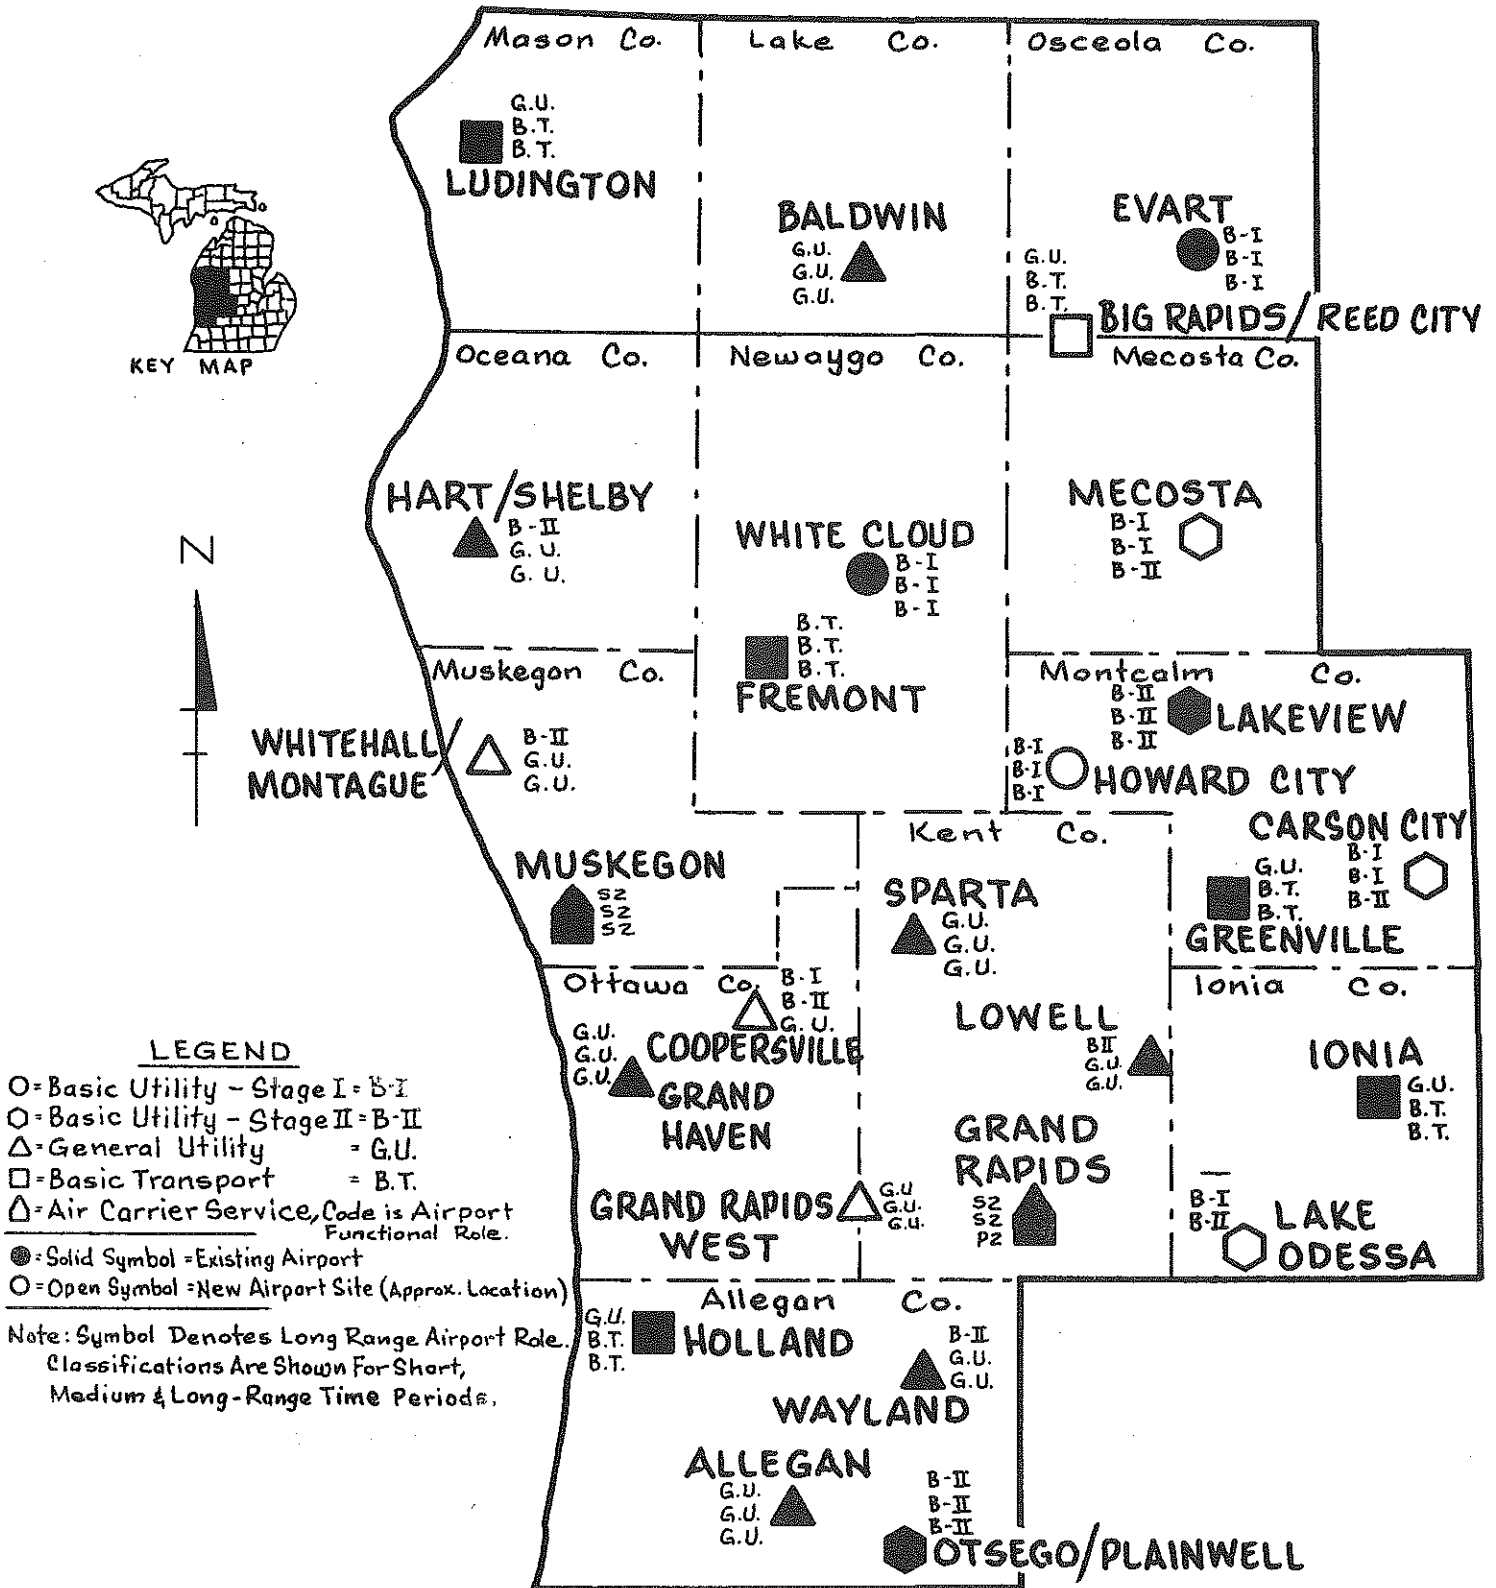 Mason Co.
Lake Co.
Osceola Co.
G.U.
B.T.
B.T.
LUDINGTON
BALDWIN
G.U.
G.U.
G.U.
EVART
B-I
B-I
B-I
G.U.
B.T.
B.T.
BIG RAPIDS/REED CITY
KEY MAP
Oceana Co.
Newaygo Co.
Mecosta Co.
HART/SHELBY
B-II
G.U.
G.U.
WHITE CLOUD
B-I
B-I
B-I
MECOSTA
B-I
B-I
B-II
N
B.T.
B.T.
B.T.
FREMONT
Muskegon Co.
Montcalm Co.
B-II
B-II
B-II
LAKEVIEW
WHITEHALL/
MONTAGUE
B-II
G.U.
G.U.
B-I
B-I
B-I
HOWARD CITY
Kent Co.
CARSON CITY
B-I
B-I
B-II
MUSKEGON
S2
S2
S2
SPARTA
G.U.
G.U.
G.U.
G.U.
B.T.
B.T.
GREENVILLE
Ottawa Co.
B-I
B-II
G.U.
COOPERSVILLE
Ionia Co.
G.U.
G.U.
G.U.
GRAND
HAVEN
LOWELL
BII
G.U.
G.U.
IONIA
G.U.
B.T.
B.T.
GRAND RAPIDS
WEST
G.U
G.U.
G.U.
GRAND
RAPIDS
S2
S2
P2
—
B-I
B-II
LAKE
ODESSA
LEGEND
O=Basic Utility - Stage I = B-I
⬡=Basic Utility - Stage II = B-II
△=General Utility = G.U.
□=Basic Transport = B.T.
⌂=Air Carrier Service, Code is Airport
Functional Role.
●=Solid Symbol=Existing Airport
O=Open Symbol=New Airport Site (Approx. Location)
Note: Symbol Denotes Long Range Airport Role.
Classifications Are Shown For Short,
Medium & Long-Range Time Periods.
Allegan Co.
G.U.
B.T.
B.T.
HOLLAND
B-II
G.U.
G.U.
WAYLAND
ALLEGAN
G.U.
G.U.
G.U.
B-II
B-II
B-II
OTSEGO/PLAINWELL